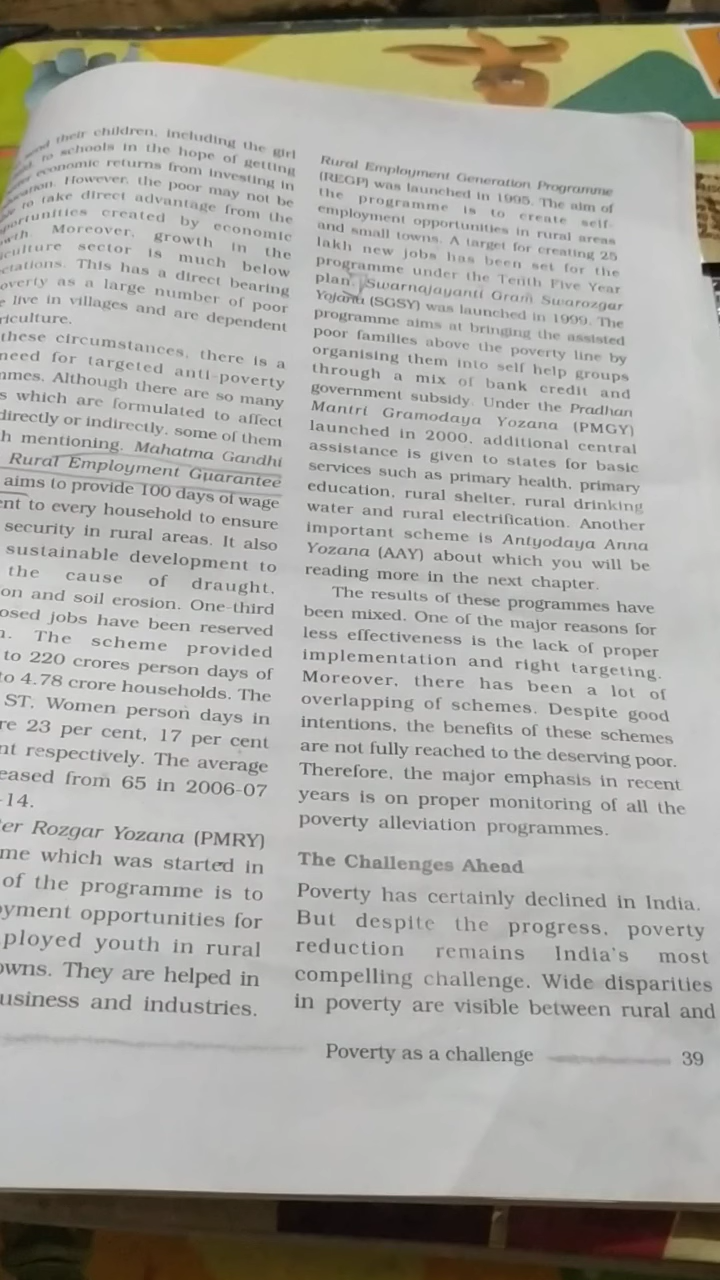 their children, including the girl
to schools in the hope of getting
economic returns from investing in
However, the poor may not be
to take direct advantage from the
created by economic
Moreover, growth in the
sector is much below
This has a direct bearing
as a large number of poor
live in villages and are dependent
these circumstances, there is a
need for targeted anti-poverty
Although there are so many
which are formulated to affect
directly or indirectly, some of them
mentioning. Mahatma Gandhi
Rural Employment Guarantee
aims to provide 100 days of wage
to every household to ensure
security in rural areas. It also
sustainable development to
the cause of draught,
and soil erosion. One-third
jobs have been reserved
The scheme provided
to 220 crores person days of
to 4.78 crore households. The
ST, Women person days in
23 per cent, 17 per cent
respectively. The average
from 65 in 2006-07
-14.
Rozgar Yozana (PMRY)
which was started in
of the programme is to
opportunities for
youth in rural
They are helped in
and industries.
Rural Employment Generation Programme
(REGP) was launched in 1995. The aim of
the programme is to create self-
employment opportunities in rural areas
and small towns. A target for creating 25
lakh new jobs has been set for the
programme under the Tenth Five Year
plan. Swarnajayanti Gram Swarozgar
Yojana (SGSY) was launched in 1999. The
programme aims at bringing the assisted
poor families above the poverty line by
organising them into self help groups
through a mix of bank credit and
government subsidy. Under the Pradhan
Mantri Gramodaya Yozana (PMGY)
launched in 2000, additional central
assistance is given to states for basic
services such as primary health, primary
education, rural shelter, rural drinking
water and rural electrification. Another
important scheme is Antyodaya Anna
Yozana (AAY) about which you will be
reading more in the next chapter.
The results of these programmes have
been mixed. One of the major reasons for
less effectiveness is the lack of proper
implementation and right targeting.
Moreover, there has been a lot of
overlapping of schemes. Despite good
intentions, the benefits of these schemes
are not fully reached to the deserving poor.
Therefore, the major emphasis in recent
years is on proper monitoring of all the
poverty alleviation programmes.
The Challenges Ahead
Poverty has certainly declined in India.
But despite the progress, poverty
reduction remains India's most
compelling challenge. Wide disparities
in poverty are visible between rural and
Poverty as a challenge 39